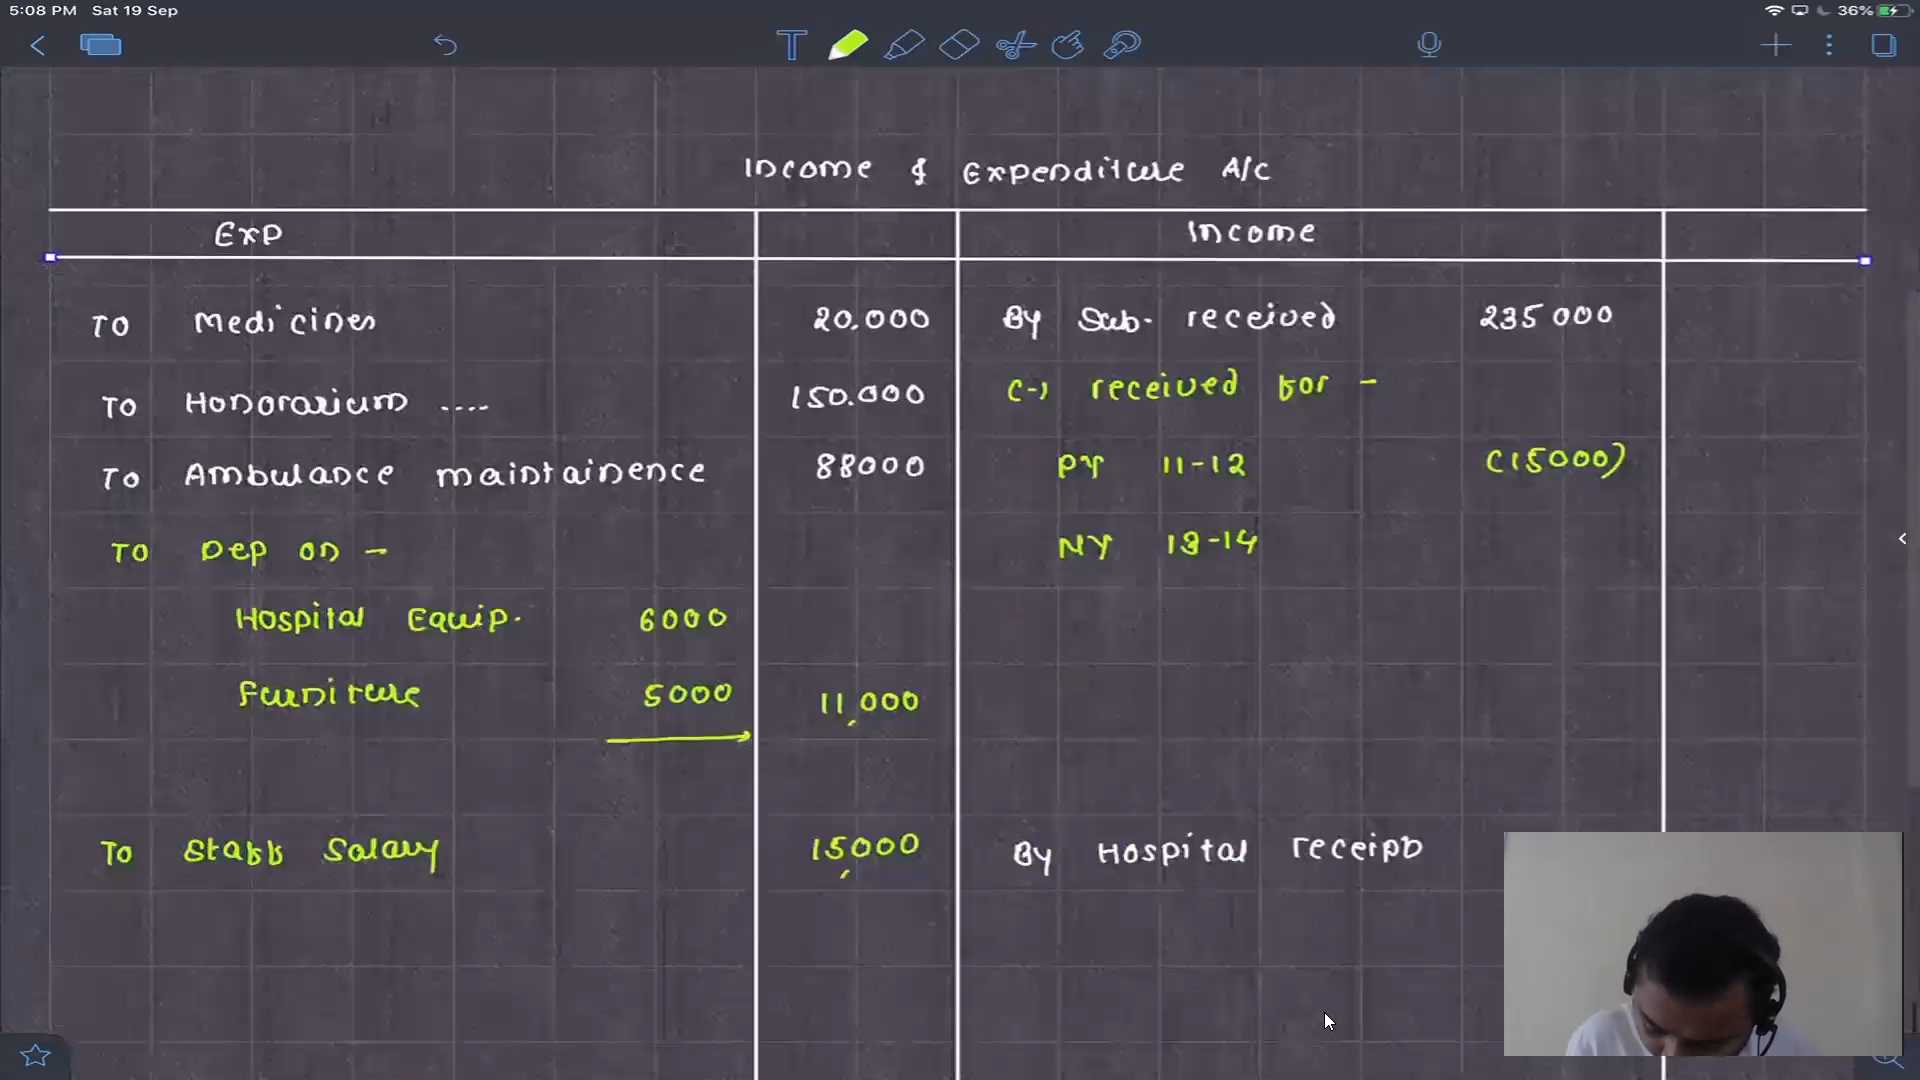 5:08 PM Sat 19 Sep
36%
Income & Expenditure A/C
Exp Income
To Medicines 20.000 By Sub. received 235000
To Honorarium .... 150.000 (-) received for -
To Ambulance maintainence 88000 PY 11-12 (15000)
To Dep on - NY 13-14
Hospital Equip. 6000
Furniture 5000 11,000
To Staff Salary 15,000 By Hospital receipt